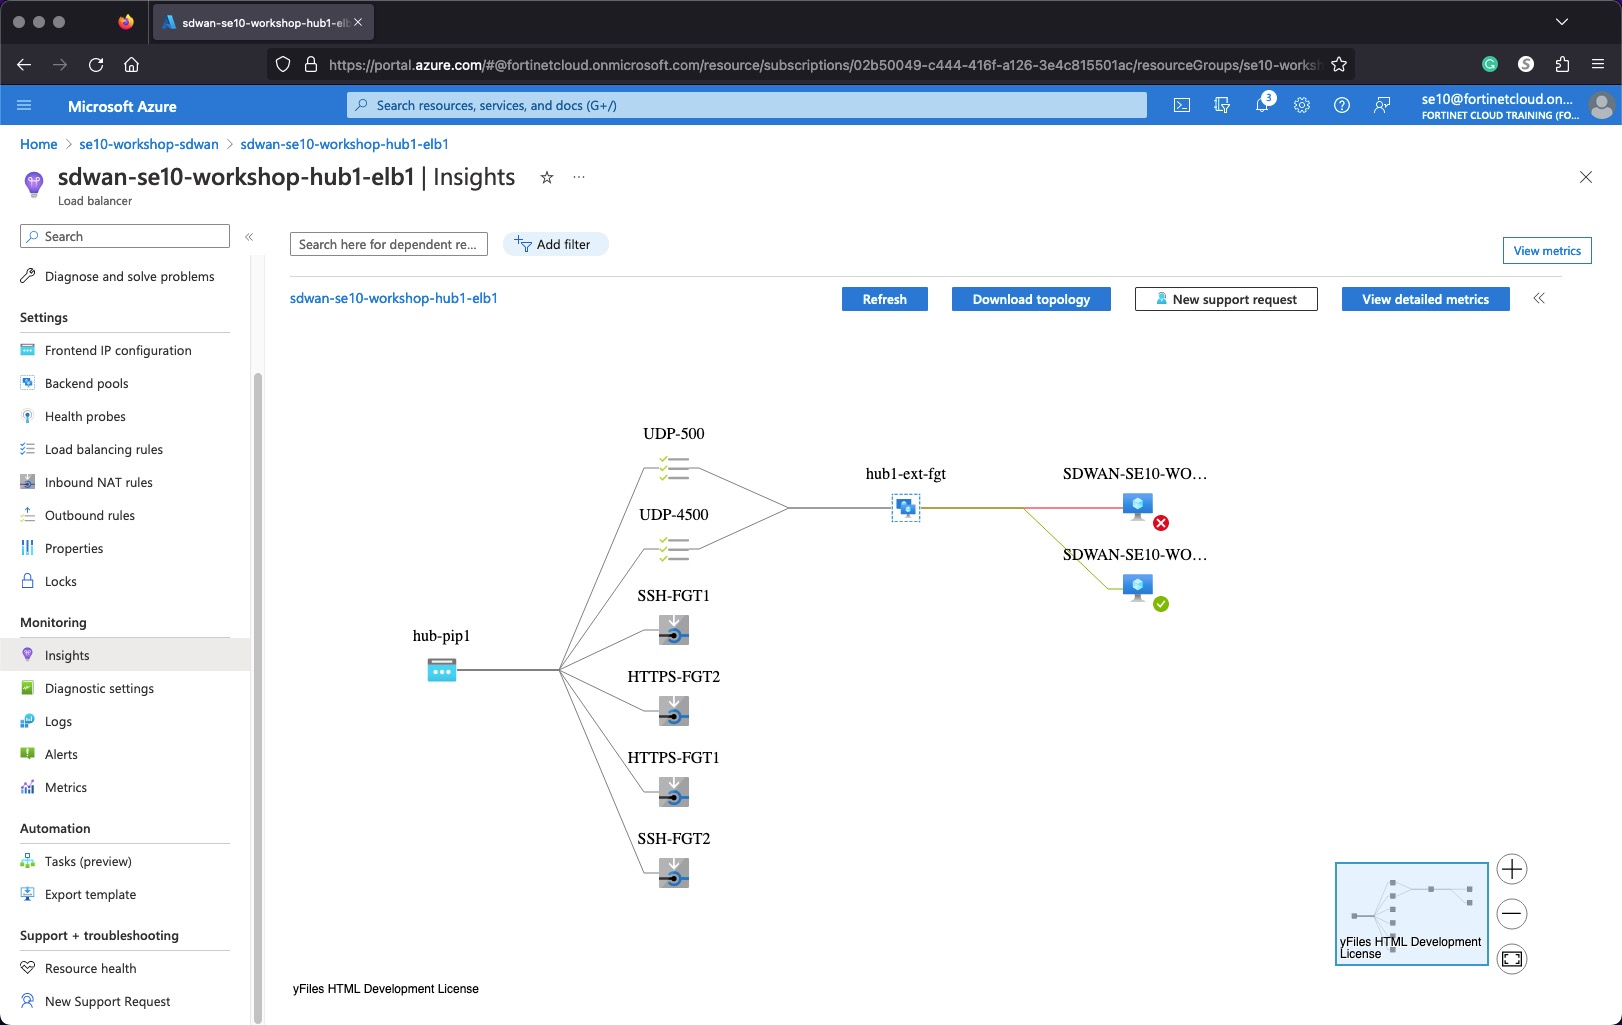 sdwan-se10-workshop-hub1-elb
https://portal.azure.com/#@fortinetcloud.onmicrosoft.com/resource/subscriptions/02b50049-c444-416f-a126-3e4c815501ac/resourceGroups/se10-worksh
Microsoft Azure
Search resources, services, and docs (G+/)
3
se10@fortinetcloud.on...
FORTINET CLOUD TRAINING (FO...
Home > se10-workshop-sdwan > sdwan-se10-workshop-hub1-elb1
sdwan-se10-workshop-hub1-elb1 | Insights
Load balancer
Search
Search here for dependent re...
Add filter
View metrics
Diagnose and solve problems
Settings
Frontend IP configuration
Backend pools
Health probes
Load balancing rules
Inbound NAT rules
Outbound rules
Properties
Locks
Monitoring
Insights
Diagnostic settings
Logs
Alerts
Metrics
Automation
Tasks (preview)
Export template
Support + troubleshooting
Resource health
New Support Request
sdwan-se10-workshop-hub1-elb1
Refresh
Download topology
New support request
View detailed metrics
UDP-500
hub1-ext-fgt
SDWAN-SE10-WO...
UDP-4500
SDWAN-SE10-WO...
SSH-FGT1
hub-pip1
HTTPS-FGT2
HTTPS-FGT1
SSH-FGT2
yFiles HTML Development
License
yFiles HTML Development License